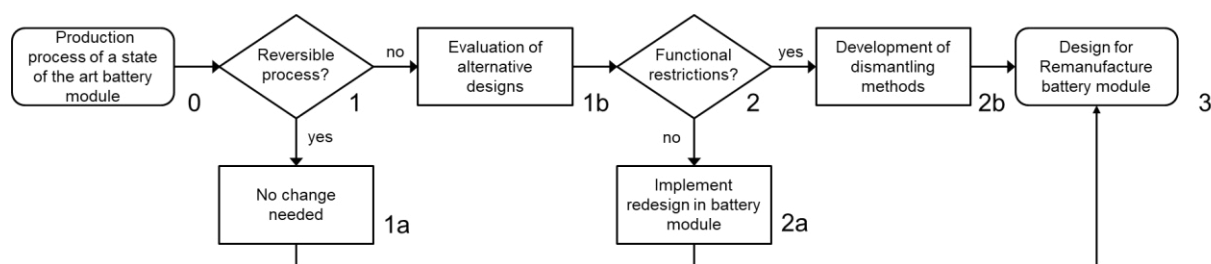 Production
process of a state
of the art battery
module
0
Reversible
process?
1
no
yes
Evaluation of
alternative
designs
1b
Functional
restrictions?
2
yes
no
Development of
dismantling
methods
2b
Design for
Remanufacture
battery module
3
No change
needed
1a
Implement
redesign in battery
module
2a